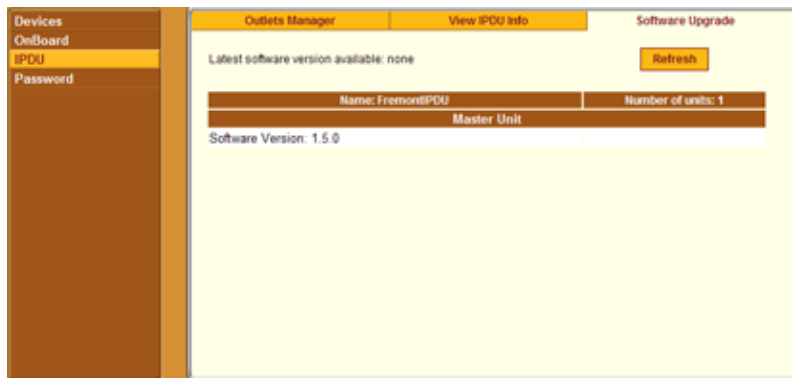 Devices
OnBoard
IPDU
Password
Outlets Manager
View IPDU Info
Software Upgrade
Latest software version available: none
Refresh
Name: FremontIPDU
Number of units: 1
Master Unit
Software Version: 1.5.0